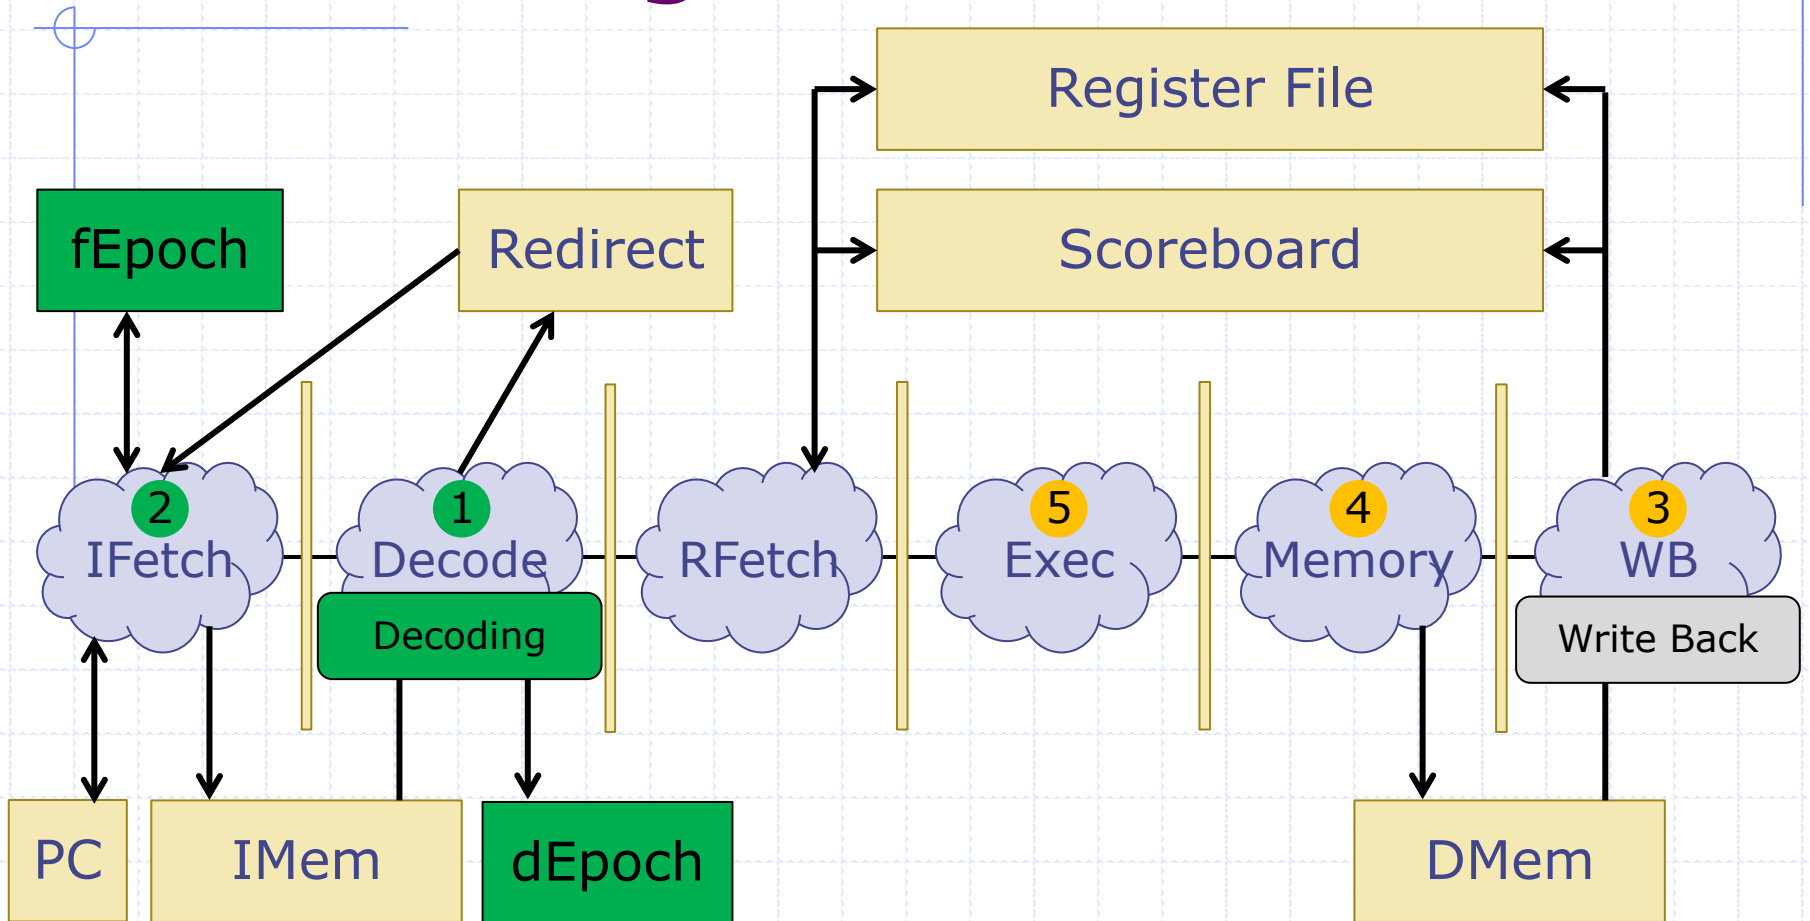 Register File
fEpoch
Redirect
Scoreboard
2
1
5
4
3
IFetch
Decode
RFetch
Exec
Memory
WB
Decoding
Write Back
PC
IMem
dEpoch
DMem